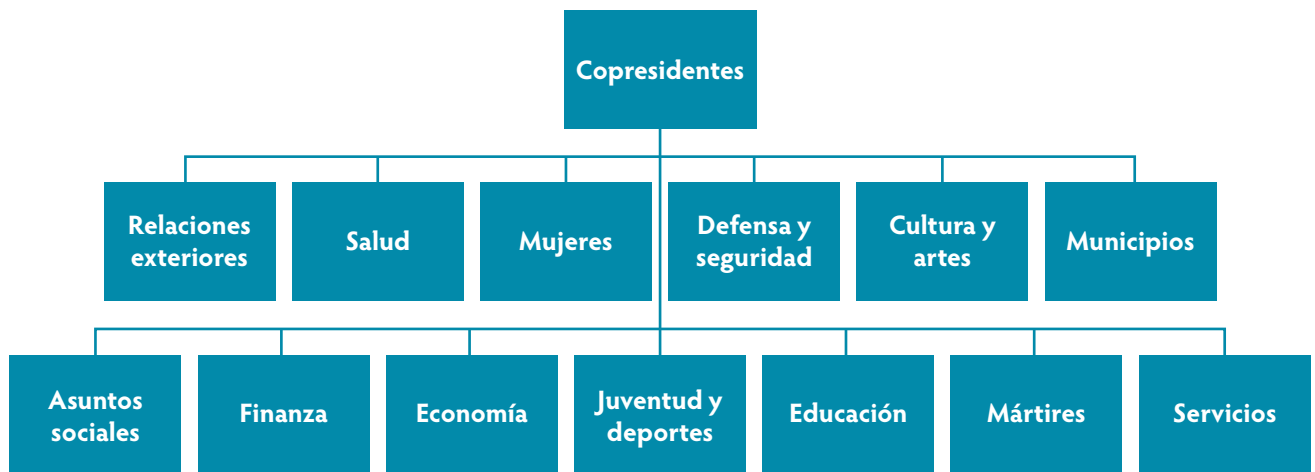 Copresidentes
Relaciones
exteriores
Salud
Mujeres
Defensa y
seguridad
Cultura y
artes
Municipios
Asuntos
sociales
Finanza
Economía
Juventud y
deportes
Educación
Mártires
Servicios